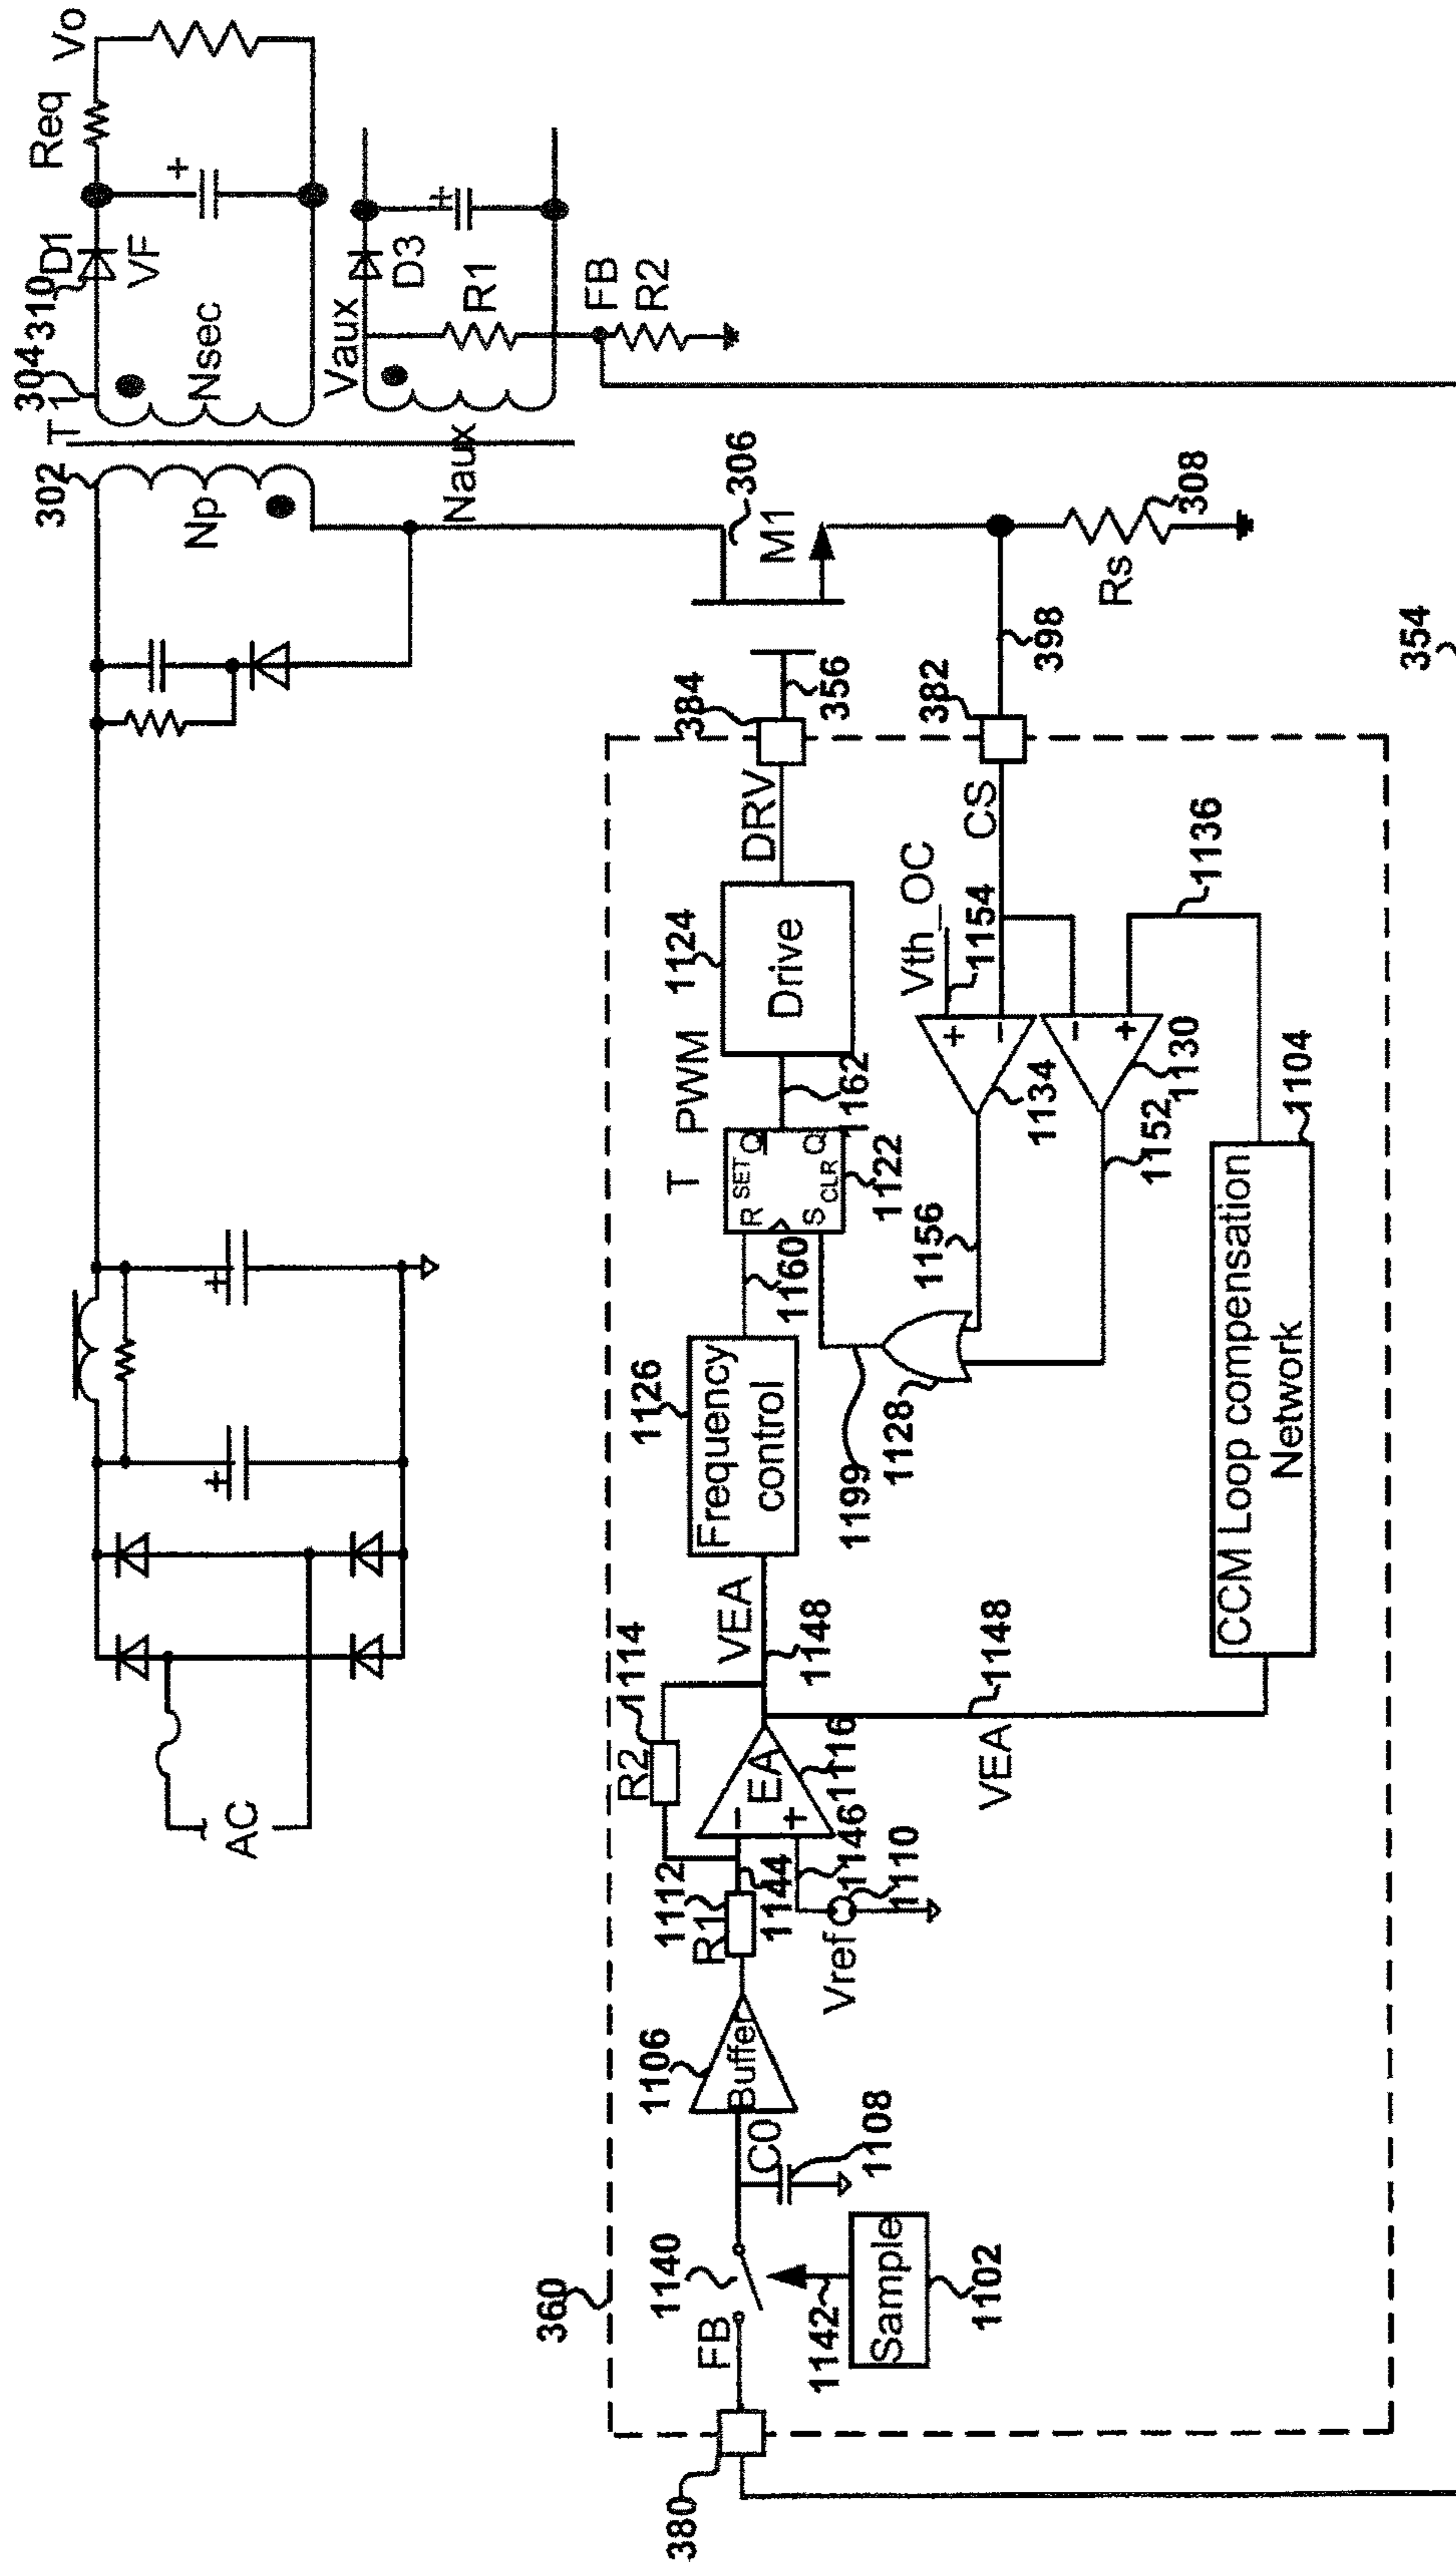 AC
302
T1
304
310
D1
VF
Req
Vo
Np
Nsec
Vaux
D3
R1
FB
R2
Naux
306
M1
308
Rs
398
354
360
380
FB
1140
1142
Sample
1102
C0
1108
1106
Buffer
1112
R1
1144
Vref
1110
1146
R2
1114
EA
1116
VEA
1148
VEA
1148
1126
Frequency
control
1160
1199
1128
T
R
SET
Q
S
CLR
Q
1122
PWM
1162
1124
Drive
DRV
384
356
382
CS
Vth_OC
1154
1134
1156
1130
1152
1136
1104
CCM Loop compensation
Network
+
+
+
+
−
+
+
−
−
+